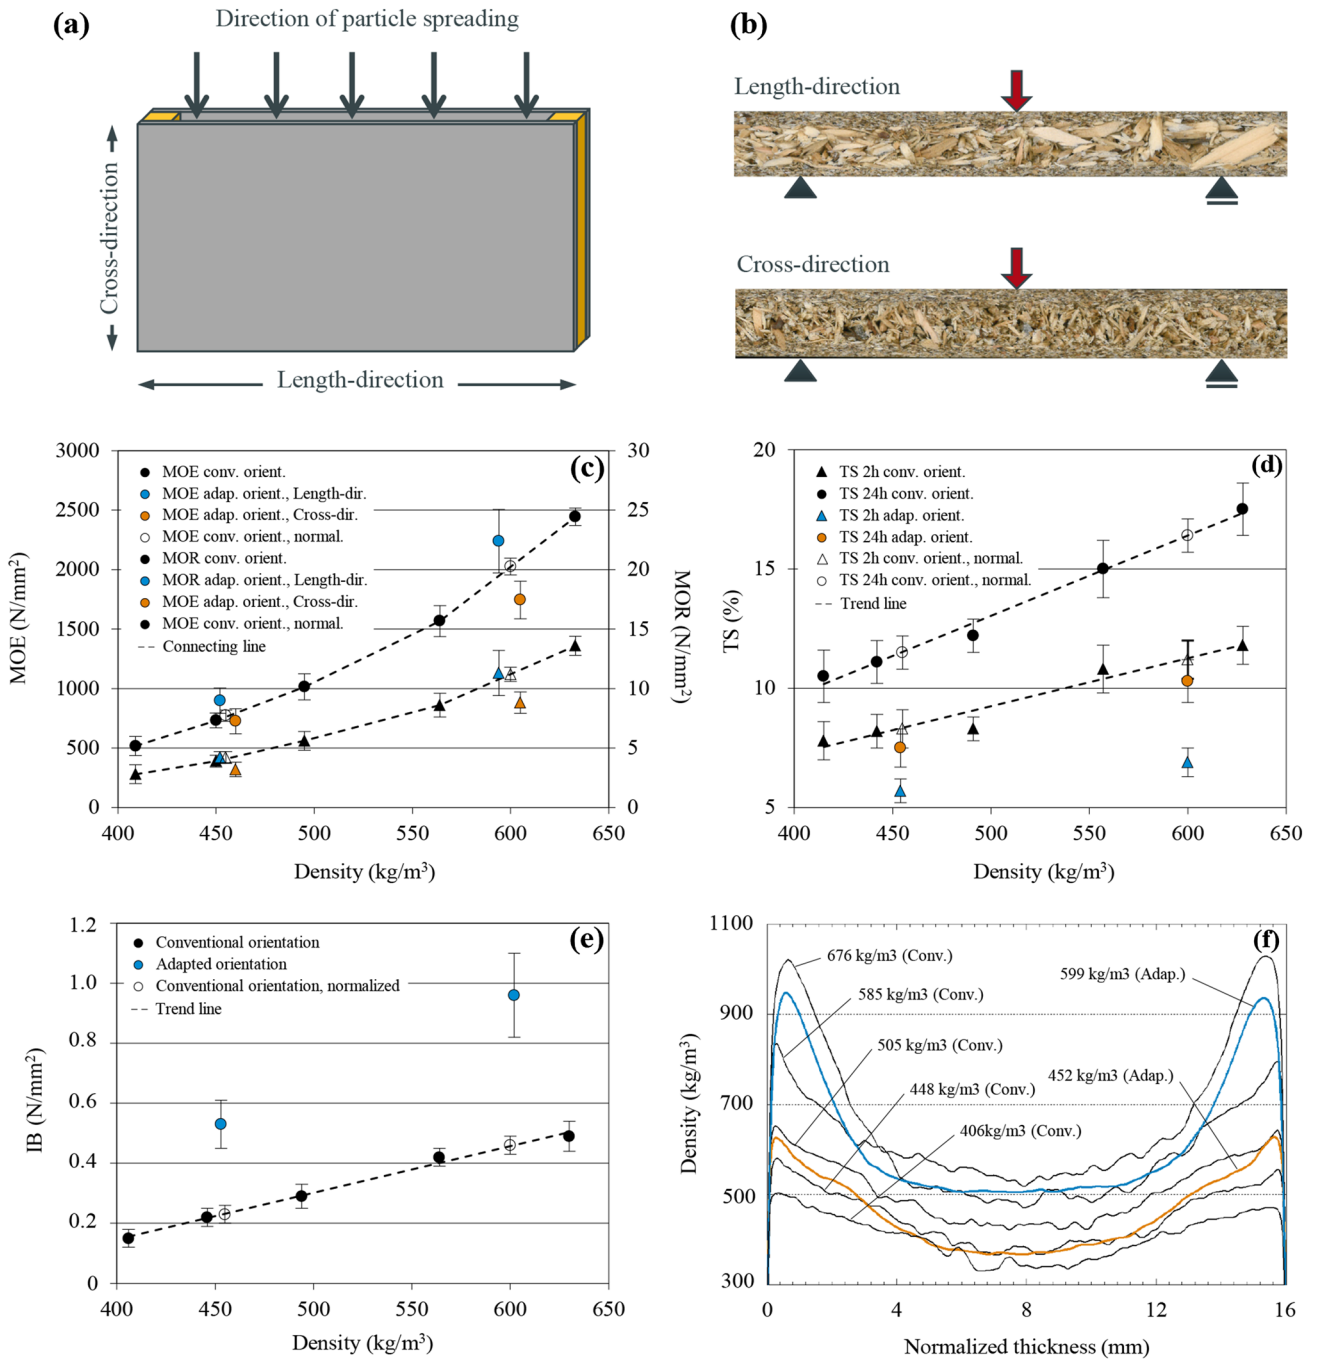 (a)
Direction of particle spreading
Cross-direction
Length-direction
(b)
Length-direction
Cross-direction
(c)
MOE (N/mm²)
MOR (N/mm²)
3000
2500
2000
1500
1000
500
0
30
25
20
15
10
5
0
MOE conv. orient.
MOE adap. orient., Length-dir.
MOE adap. orient., Cross-dir.
MOE conv. orient., normal.
MOR conv. orient.
MOR adap. orient., Length-dir.
MOE adap. orient., Cross-dir.
MOE conv. orient., normal.
Connecting line
400 450 500 550 600 650
Density (kg/m³)
(d)
TS (%)
20
15
10
5
TS 2h conv. orient.
TS 24h conv. orient.
TS 2h adap. orient.
TS 24h adap. orient.
TS 2h conv. orient., normal.
TS 24h conv. orient., normal.
Trend line
400 450 500 550 600 650
Density (kg/m³)
(e)
IB (N/mm²)
1.2
1.0
0.8
0.6
0.4
0.2
0
Conventional orientation
Adapted orientation
Conventional orientation, normalized
Trend line
400 450 500 550 600 650
Density (kg/m³)
(f)
Density (kg/m³)
1100
900
700
500
300
676 kg/m3 (Conv.)
599 kg/m3 (Adap.)
585 kg/m3 (Conv.)
505 kg/m3 (Conv.)
452 kg/m3 (Adap.)
448 kg/m3 (Conv.)
406kg/m3 (Conv.)
0 4 8 12 16
Normalized thickness (mm)